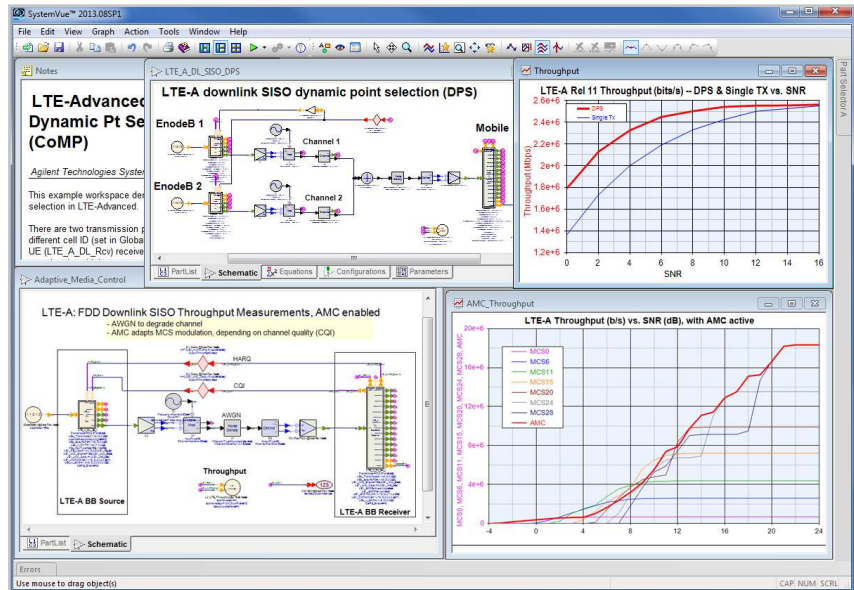 SystemVue™ 2013.08SP1
File Edit View Graph Action Tools Window Help
Notes
LTE-Advanced
Dynamic Pt Se
(CoMP)
Agilent Technologies System
This example workspace der
selection in LTE-Advanced.
There are two transmission p
different cell ID (set in Global
UE (LTE_A_DL_Rcv) receive
LTE_A_DL_SISO_DPS
LTE-A downlink SISO dynamic point selection (DPS)
EnodeB 1
Channel 1
Mobile
EnodeB 2
Channel 2
PartList Schematic Equations Configurations Parameters
Throughput
LTE-A Rel 11 Throughput (bits/s) -- DPS & Single TX vs. SNR
DPS
Single Tx
Throughput (Mbps)
2.6e+6
2.4e+6
2.2e+6
2e+6
1.8e+6
1.6e+6
1.4e+6
1.2e+6
0 2 4 6 8 10 12 14 16
SNR
Part Selector A
Adaptive_Media_Control
LTE-A: FDD Downlink SISO Throughput Measurements, AMC enabled
- AWGN to degrade channel
- AMC adapts MCS modulation, depending on channel quality (CQI)
HARQ
CQI
AWGN
Throughput
123
LTE-A BB Source
LTE-A BB Receiver
PartList Schematic
AMC_Throughput
LTE-A Throughput (b/s) vs. SNR (dB), with AMC active
MCS0, MCS6, MCS11, MCS15, MCS20, MCS24, MCS28, AMC
20e+6
16e+6
12e+6
8e+6
4e+6
0
MCS0
MCS6
MCS11
MCS15
MCS20
MCS24
MCS28
AMC
-4 0 4 8 12 16 20 24
Errors
Use mouse to drag object(s)
CAP NUM SCRL